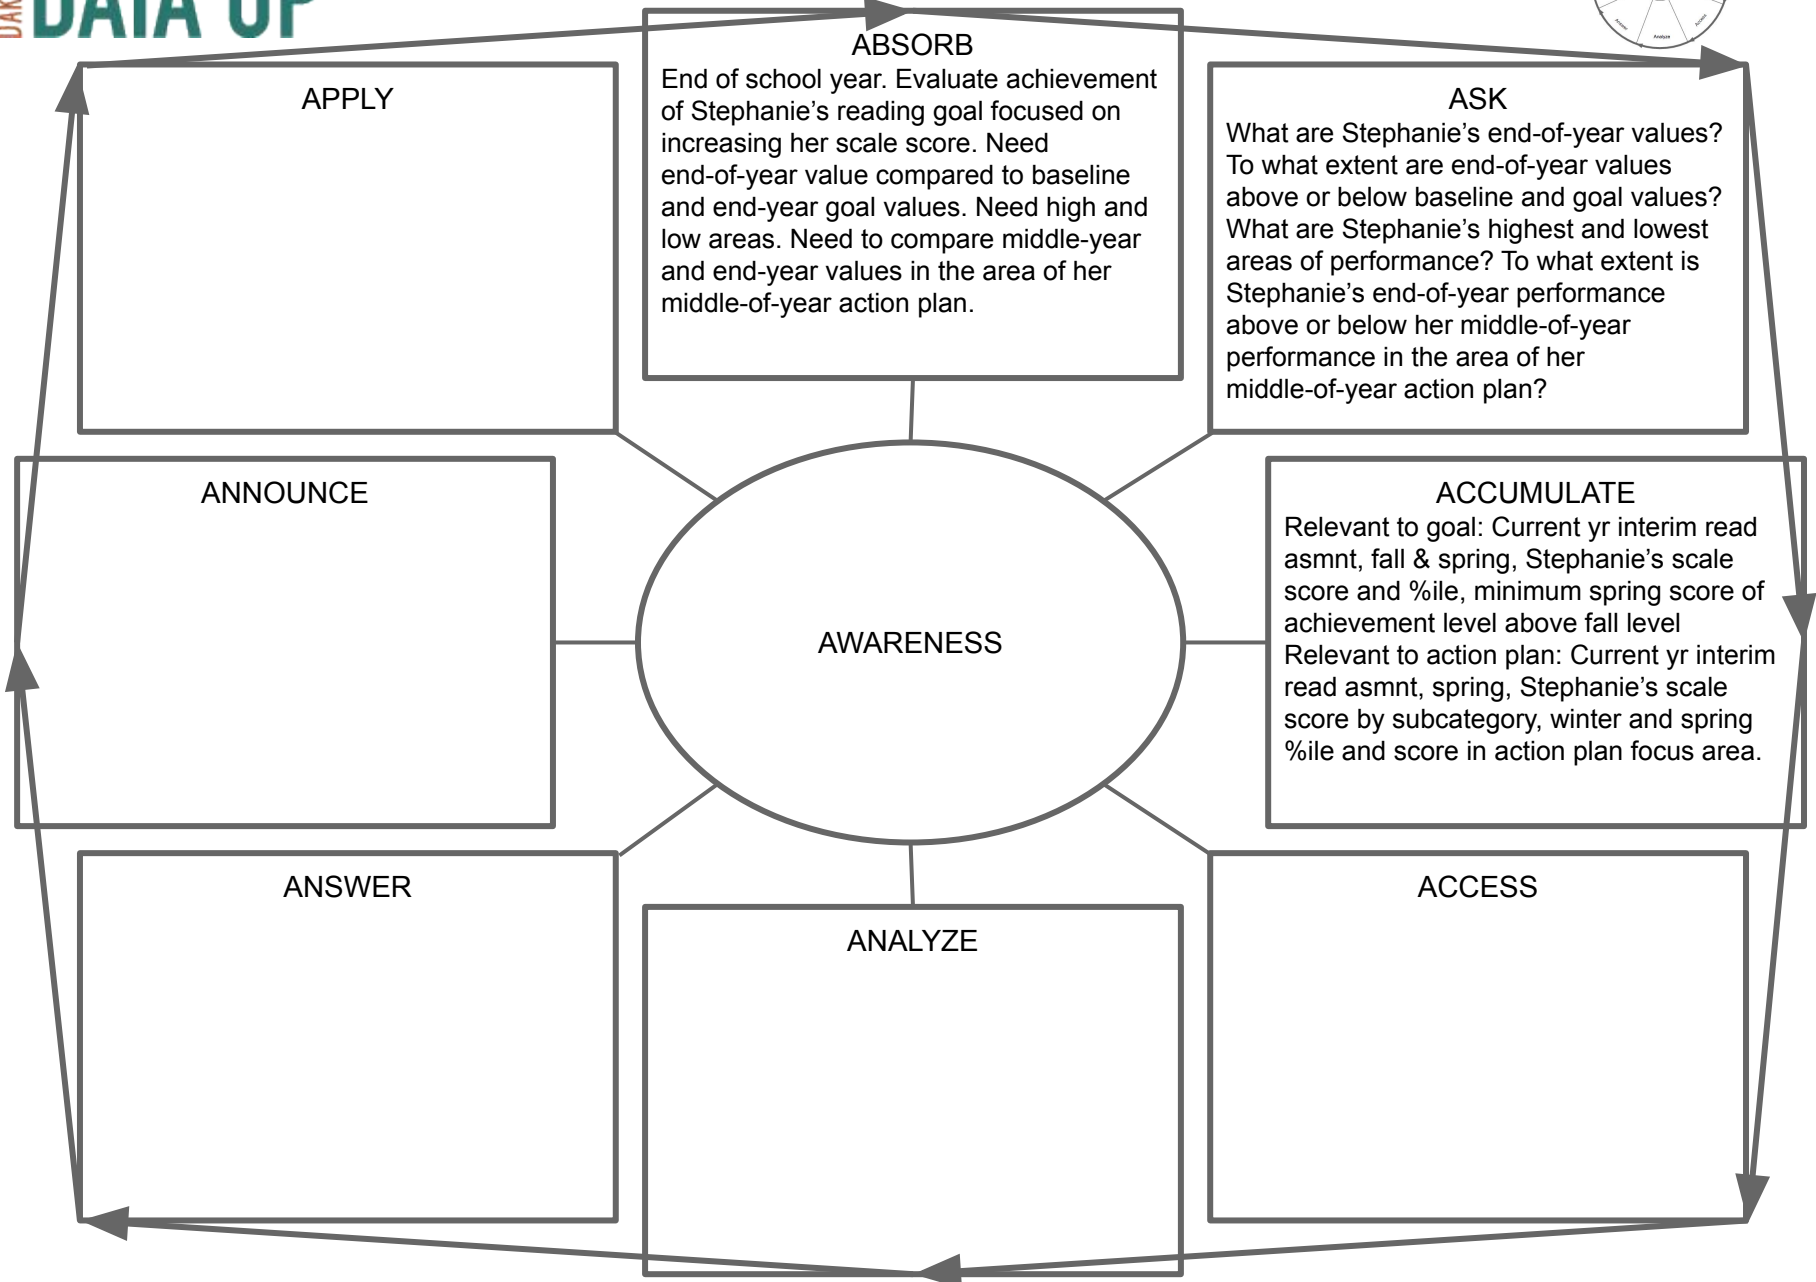 DATA UP
ABSORB
End of school year. Evaluate achievement
of Stephanie’s reading goal focused on
increasing her scale score. Need
end-of-year value compared to baseline
and end-year goal values. Need high and
low areas. Need to compare middle-year
and end-year values in the area of her
middle-of-year action plan.
Answer
Analyze
Access
APPLY
ASK
What are Stephanie’s end-of-year values?
To what extent are end-of-year values
above or below baseline and goal values?
What are Stephanie’s highest and lowest
areas of performance? To what extent is
Stephanie’s end-of-year performance
above or below her middle-of-year
performance in the area of her
middle-of-year action plan?
ANNOUNCE
ACCUMULATE
Relevant to goal: Current yr interim read
asmnt, fall & spring, Stephanie’s scale
score and %ile, minimum spring score of
achievement level above fall level
Relevant to action plan: Current yr interim
read asmnt, spring, Stephanie’s scale
score by subcategory, winter and spring
%ile and score in action plan focus area.
AWARENESS
ANSWER
ANALYZE
ACCESS